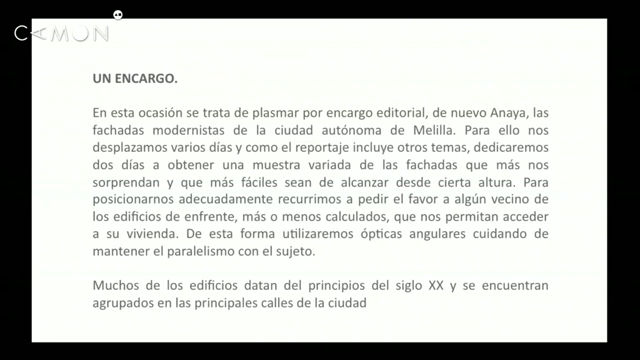 CAMON
UN ENCARGO.
En esta ocasión se trata de plasmar por encargo editorial, de nuevo Anaya, las
fachadas modernistas de la ciudad autónoma de Melilla. Para ello nos
desplazamos varios días y como el reportaje incluye otros temas, dedicaremos
dos días a obtener una muestra variada de las fachadas que más nos
sorprendan y que más fáciles sean de alcanzar desde cierta altura. Para
posicionarnos adecuadamente recurrimos a pedir el favor a algún vecino de
los edificios de enfrente, más o menos calculados, que nos permitan acceder
a su vivienda. De esta forma utilizaremos ópticas angulares cuidando de
mantener el paralelismo con el sujeto.
Muchos de los edificios datan del principios del siglo XX y se encuentran
agrupados en las principales calles de la ciudad